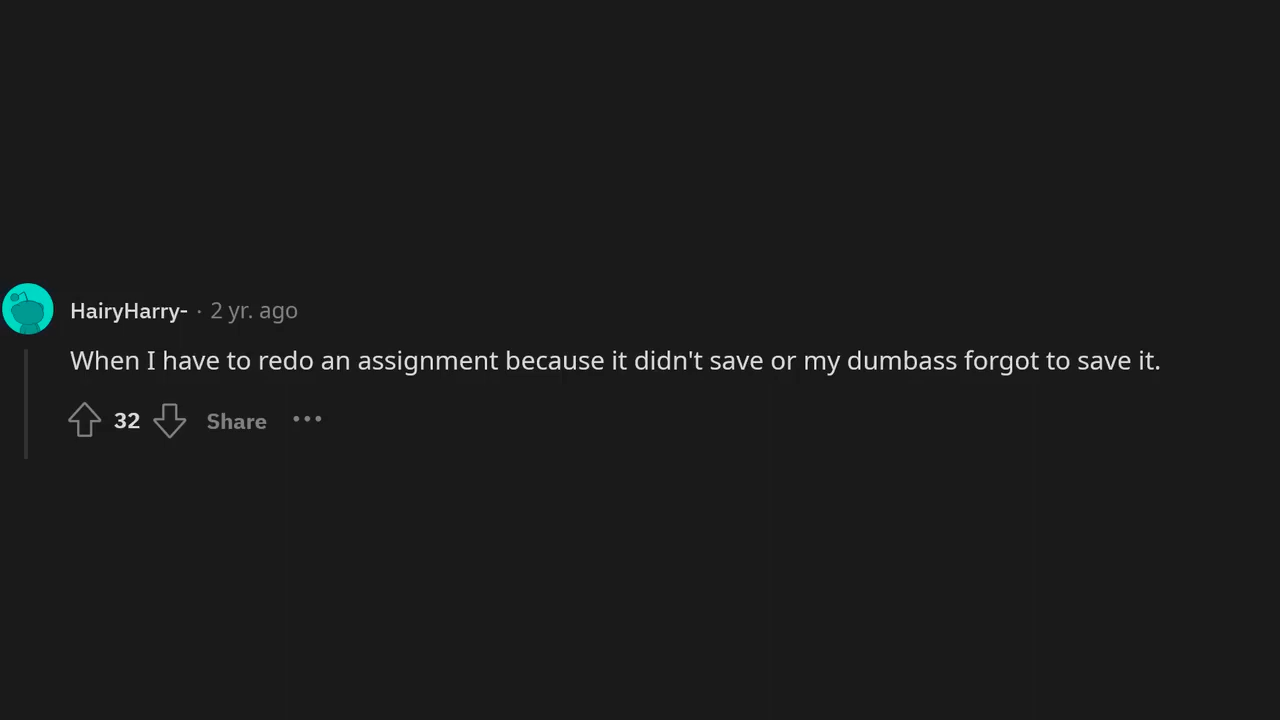 HairyHarry- · 2 yr. ago
When I have to redo an assignment because it didn't save or my dumbass forgot to save it.
32 Share ···